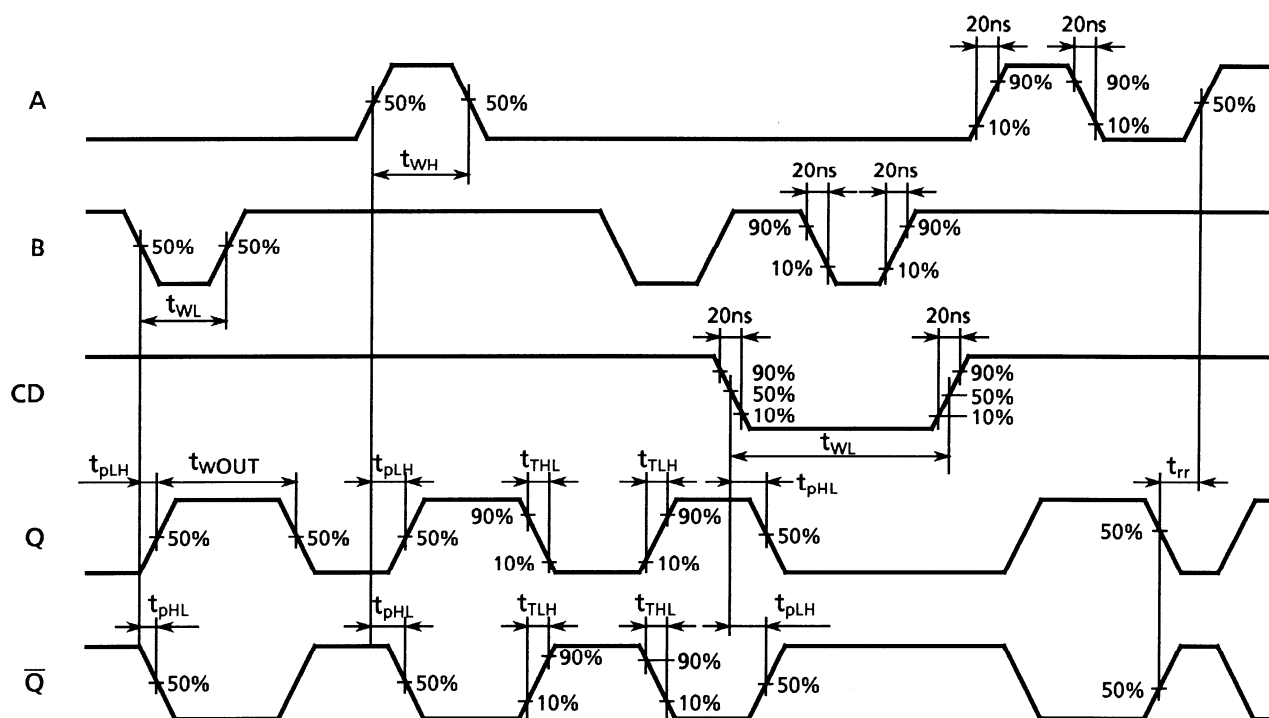 20ns 20ns
A 50% 50% 90% 90% 50%
10% 10%
tWH 20ns 20ns
B 50% 50% 90% 90%
10% 10%
tWL 20ns 20ns
CD 90% 90%
50% 50%
10% 10%
tWL
tpLH twOUT tpLH tTHL tTLH tpHL trr
Q 50% 50% 50% 90% 90% 50% 50%
10% 10%
tpHL tpHL tTLH tTHL tpLH
Q̅ 50% 50% 90% 90% 50% 50%
10% 10%